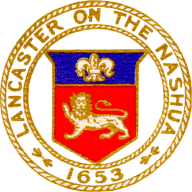 LANCASTER ON THE NASHUA
1653